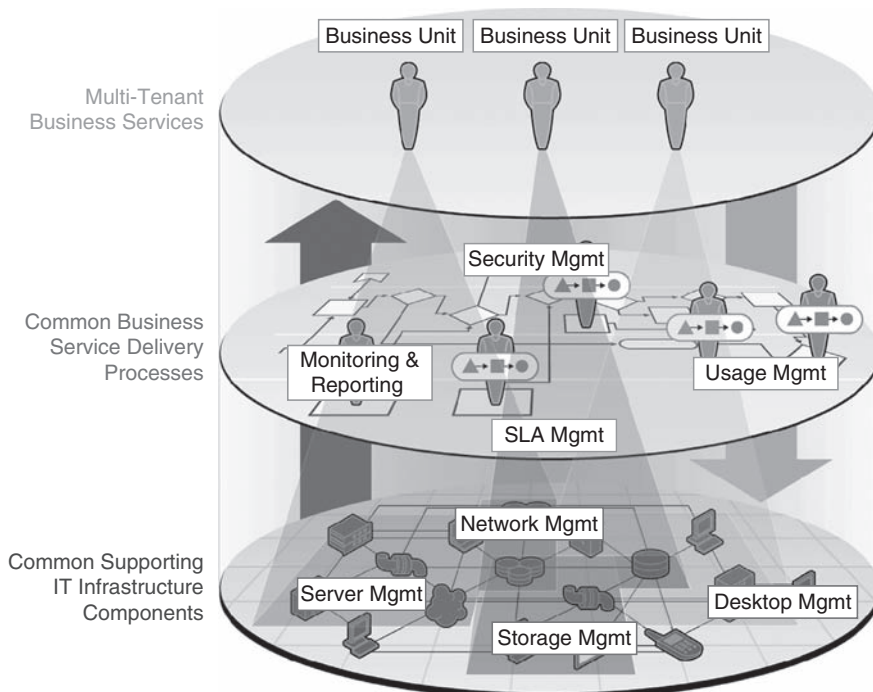 Business Unit
Business Unit
Business Unit
Multi-Tenant
Business Services
Security Mgmt
Common Business
Service Delivery
Processes
Monitoring &
Reporting
Usage Mgmt
SLA Mgmt
Network Mgmt
Common Supporting
IT Infrastructure
Components
Server Mgmt
Desktop Mgmt
Storage Mgmt